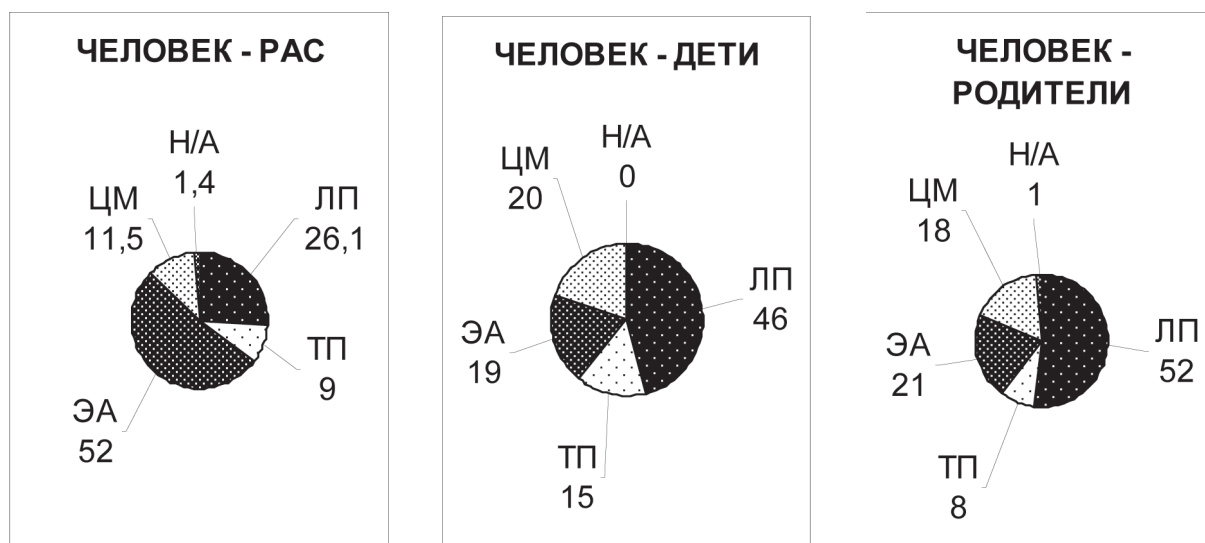 ЧЕЛОВЕК - РАС
Н/А
1,4
ЦМ
11,5
ЛП
26,1
ТП
9
ЭА
52
ЧЕЛОВЕК - ДЕТИ
Н/А
0
ЦМ
20
ЛП
46
ЭА
19
ТП
15
ЧЕЛОВЕК -
РОДИТЕЛИ
Н/А
1
ЦМ
18
ЛП
52
ЭА
21
ТП
8